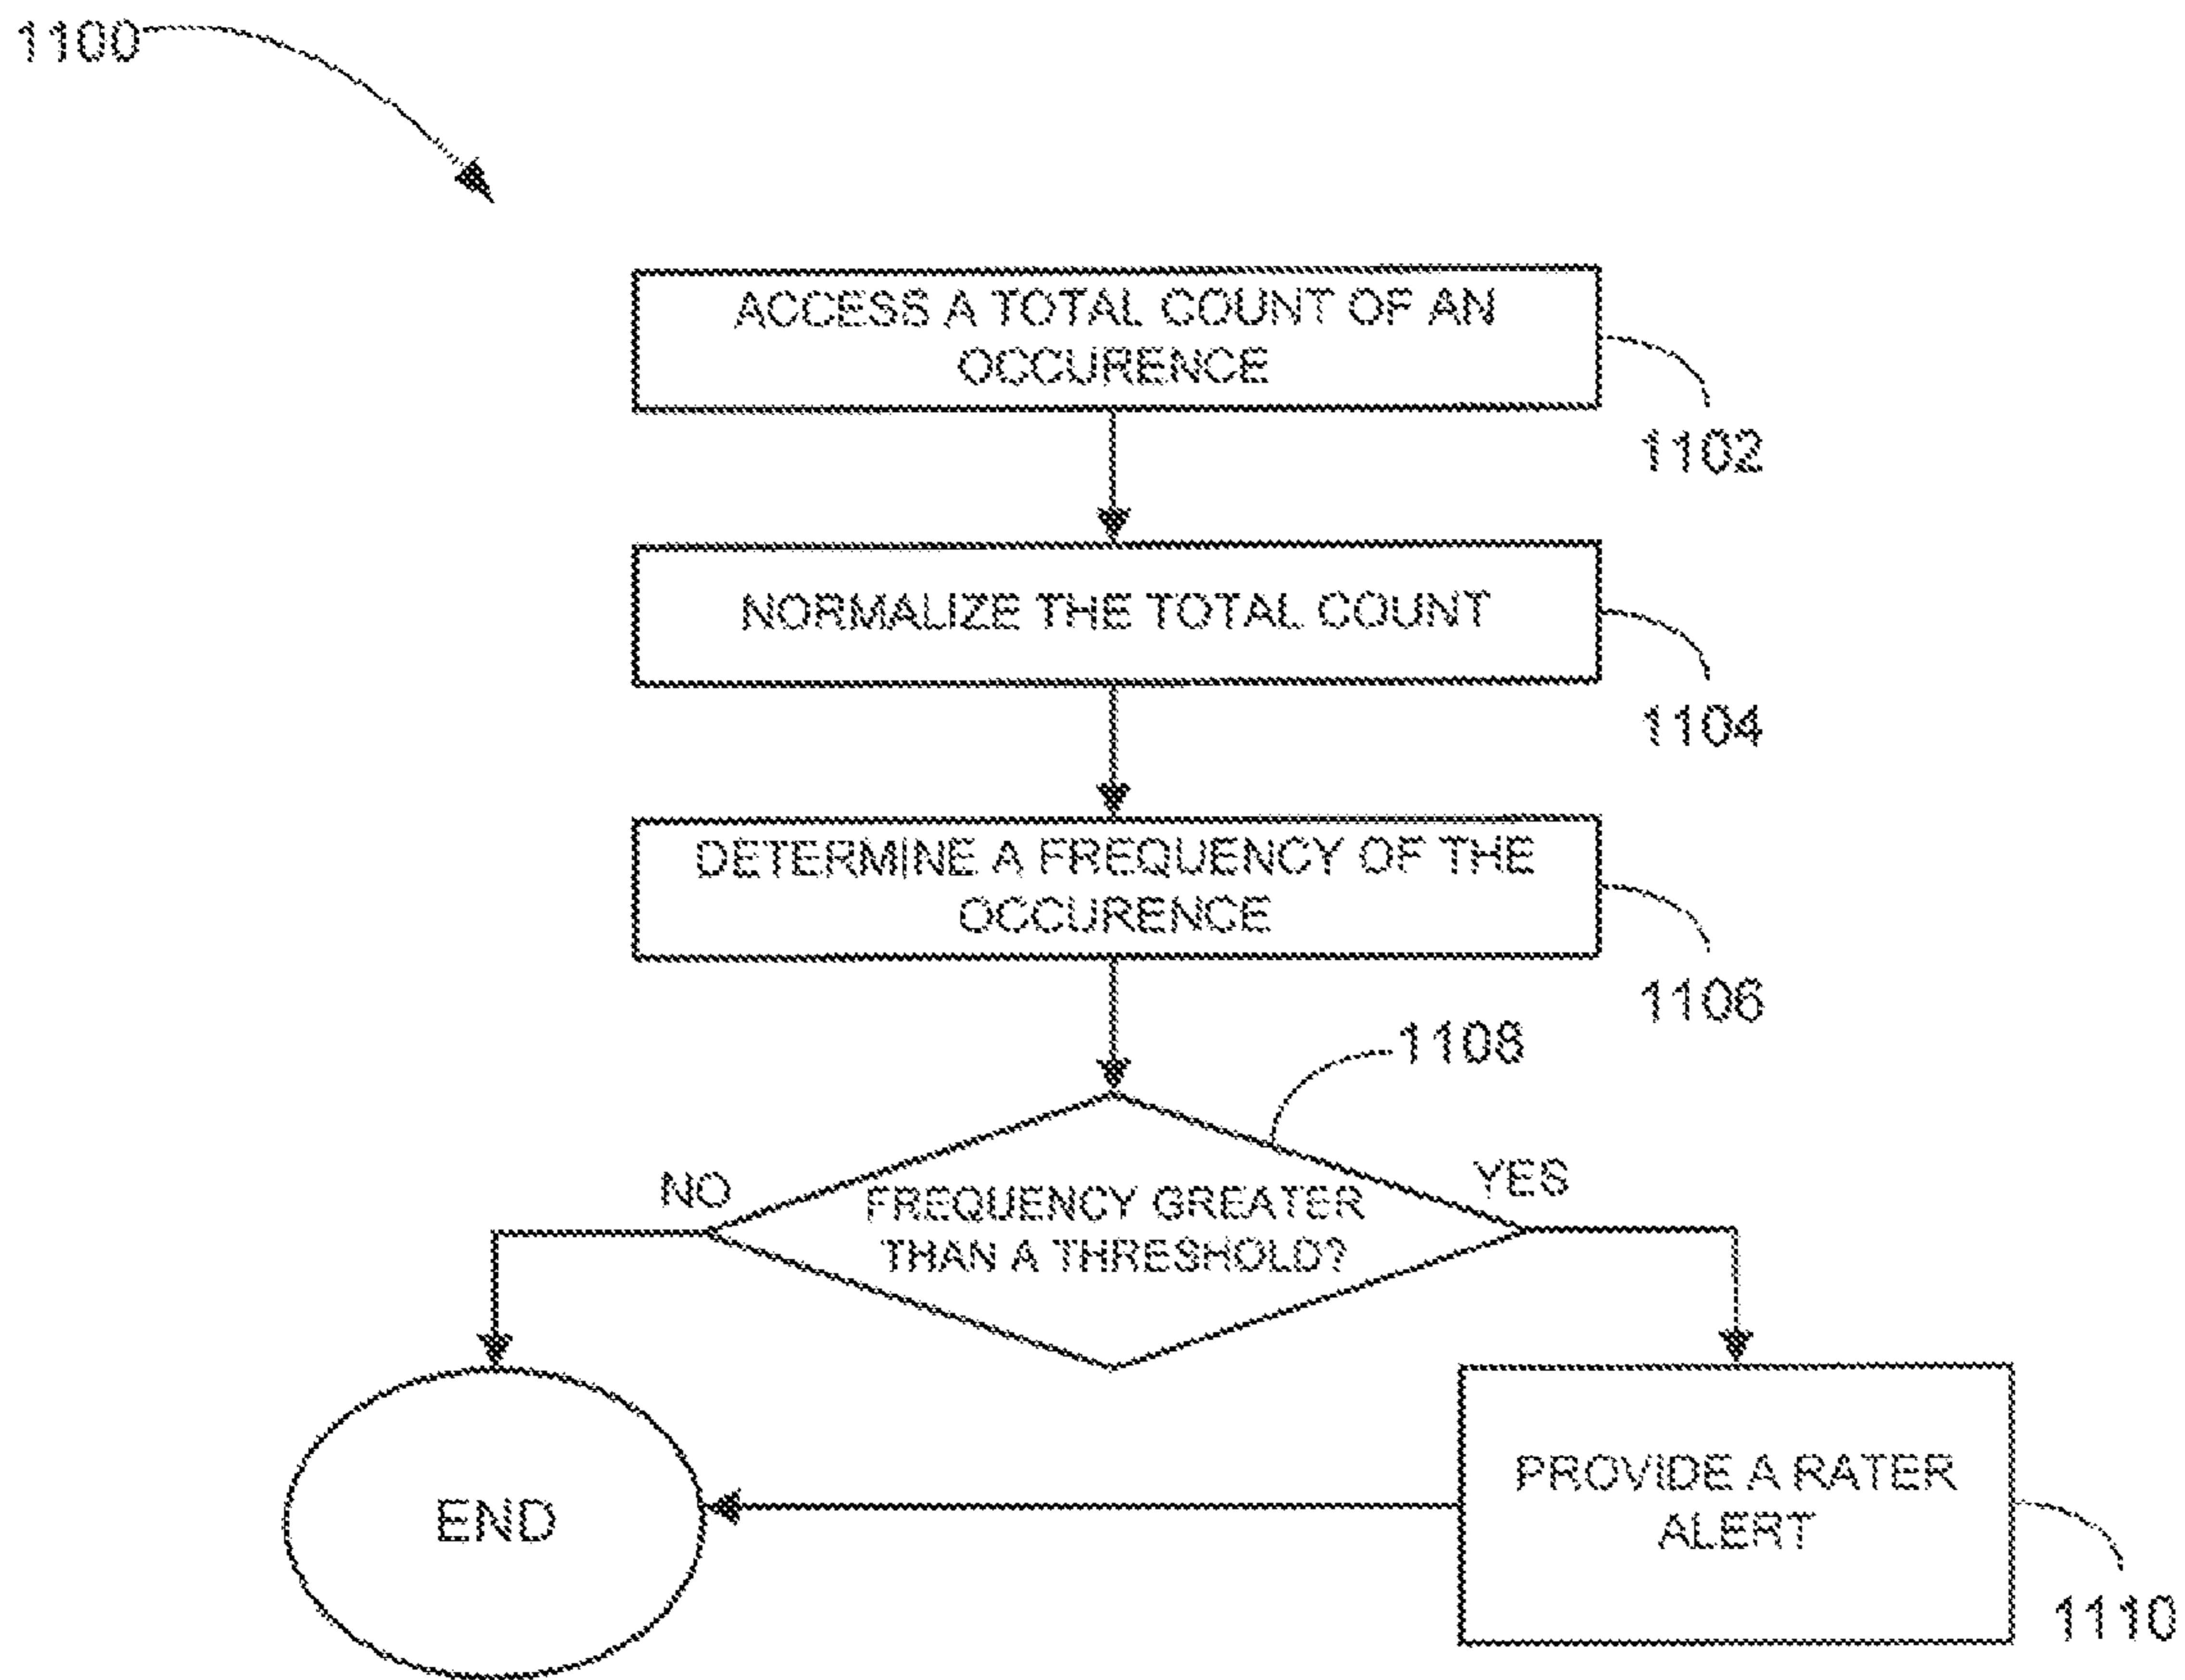 1100
ACCESS A TOTAL COUNT OF AN
OCCURENCE
1102
NORMALIZE THE TOTAL COUNT
1104
DETERMINE A FREQUENCY OF THE
OCCURENCE
1106
1108
NO
YES
FREQUENCY GREATER
THAN A THRESHOLD?
END
PROVIDE A RATER
ALERT
1110